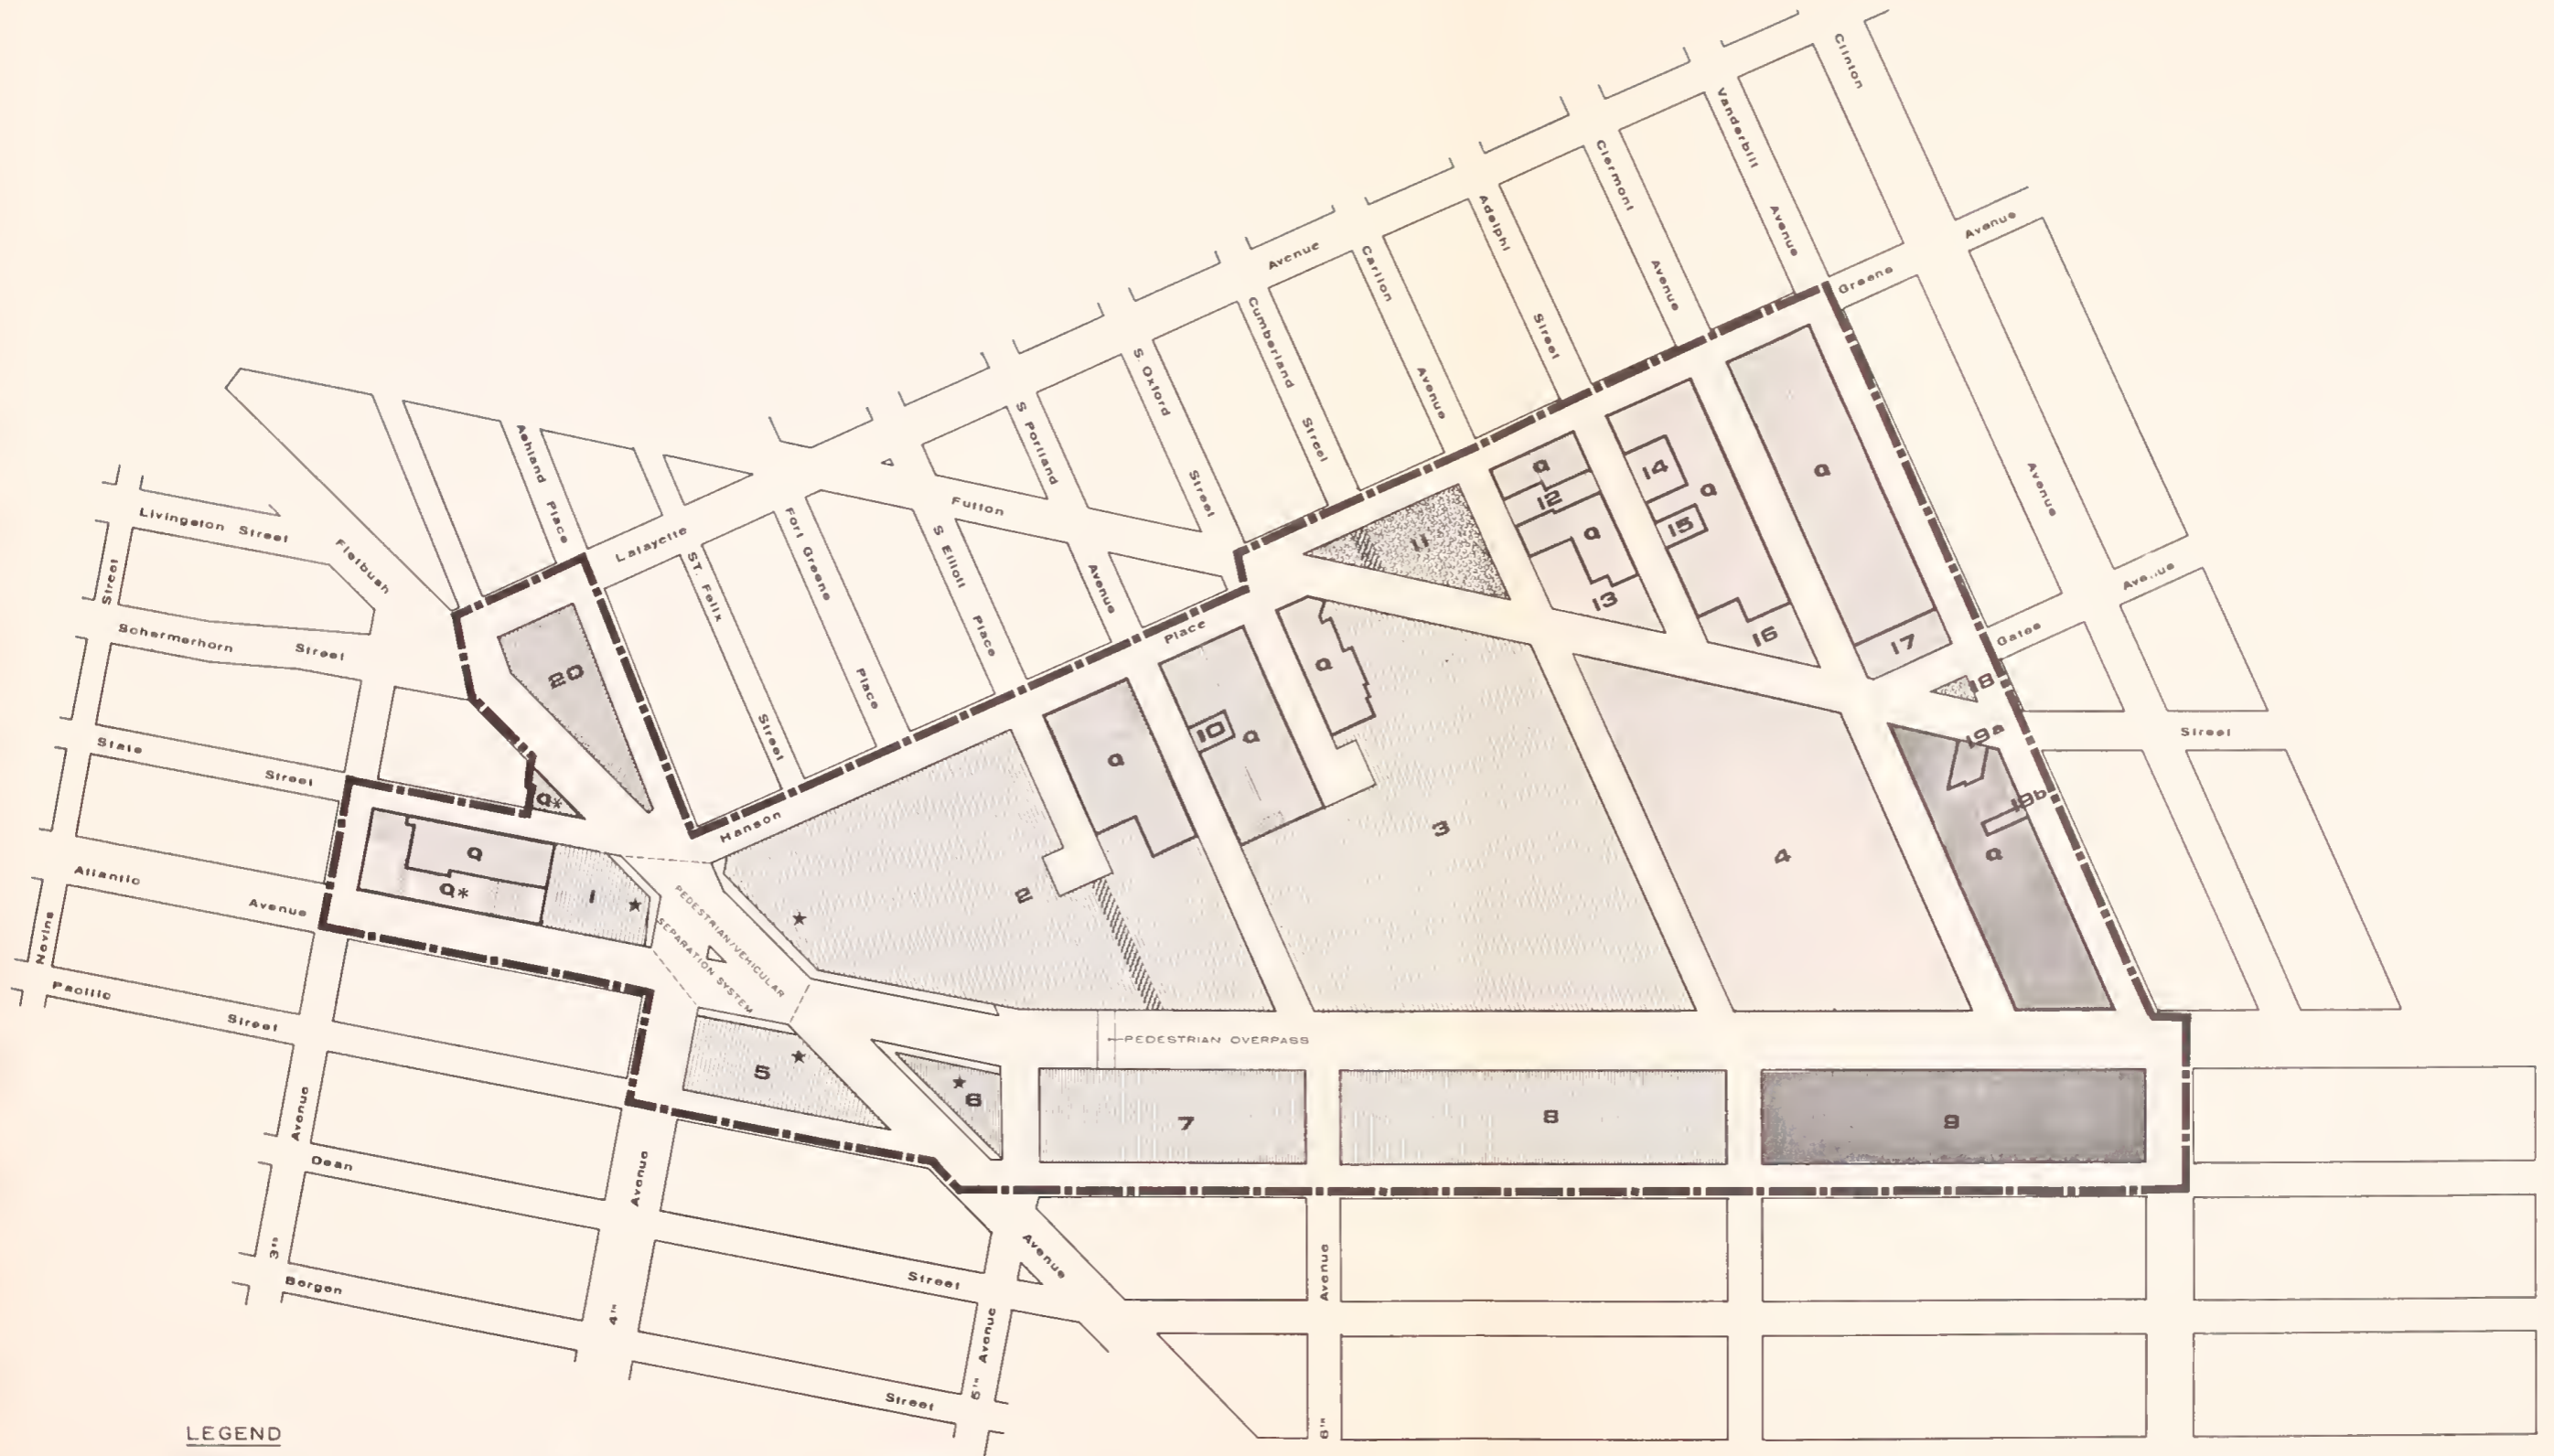 Clinton
Vanderbilt
Avenue
Clermont
Avenue
Adelphi
Street
Carlton
Avenue
Avenue
Cumberland
Street
S. Oxford
Street
S Portland
Greene
Avenue
Avenue
Ashland Place
Livingston Street
Flatbush
Street
Schermerhorn Street
Lafayette
ST. Felix
Street
Fort Greene
Place
S Elliott
Place
Fulton
Avenue
Hanson
Place
State
Street
Atlantic
Avenue
Nevins
Pacific
Street
Avenue
Dean
Avenue
3th
Bergen
4th
Street
Street
5th Avenue
Avenue
Avenue
6th
Gates
Avenue
Street
20
Q*
Q
Q*
1
2
Q
10
Q
Q
3
11
Q
12
Q
13
14
15
Q
16
Q
17
18
19a
19b
Q
4
5
6
7
8
9
PEDESTRIAN/VEHICULAR
SEPARATION SYSTEM
PEDESTRIAN OVERPASS
LEGEND